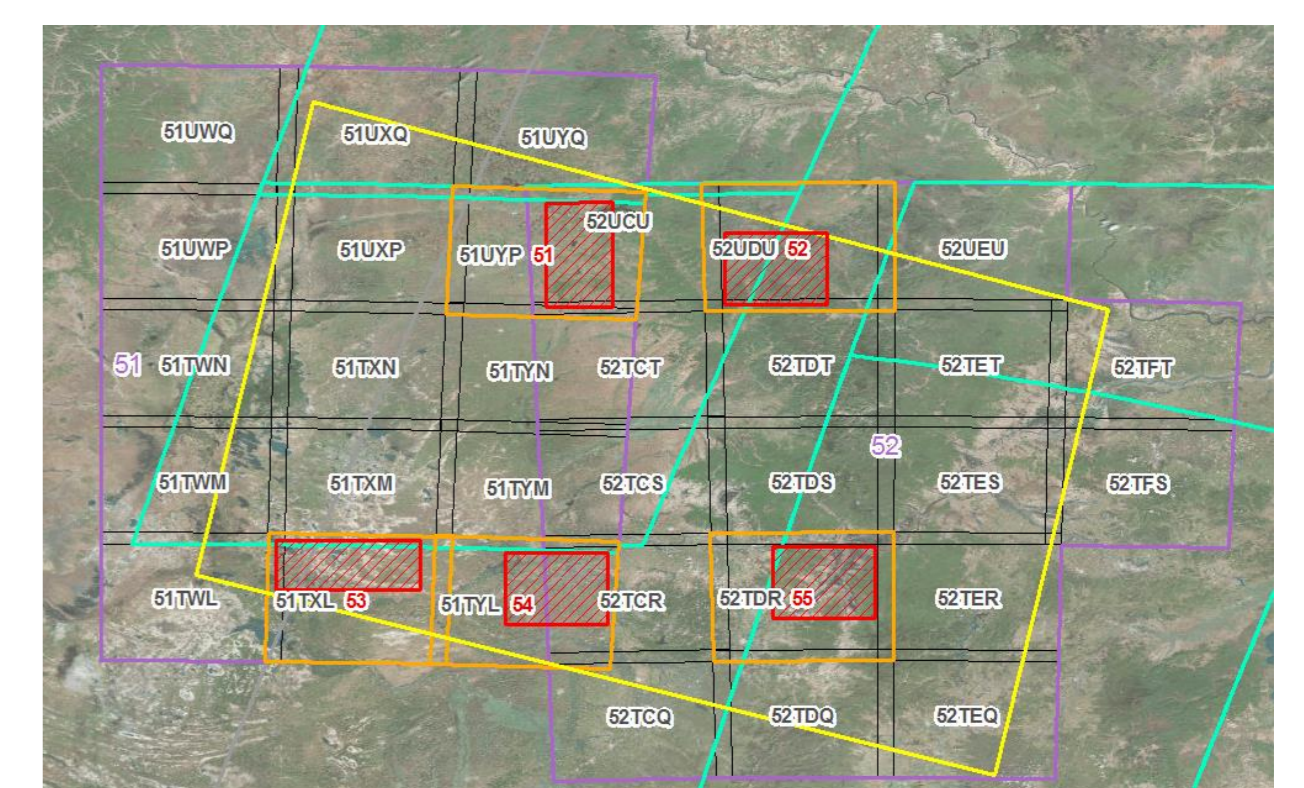 51UWQ 51UXQ 51UYQ
51UWP 51UXP 51UYP 51 52UCU 52UDU 52 52UEU
51 51TWN 51TXN 51TYN 52TCT 52TDT 52TET 52TFT
52
51TWM 51TXM 51TYM 52TCS 52TDS 52TES 52TFS
51TWL 51TXL 53 51TYL 54 52TCR 52TDR 55 52TER
52TCQ 52TDQ 52TEQ